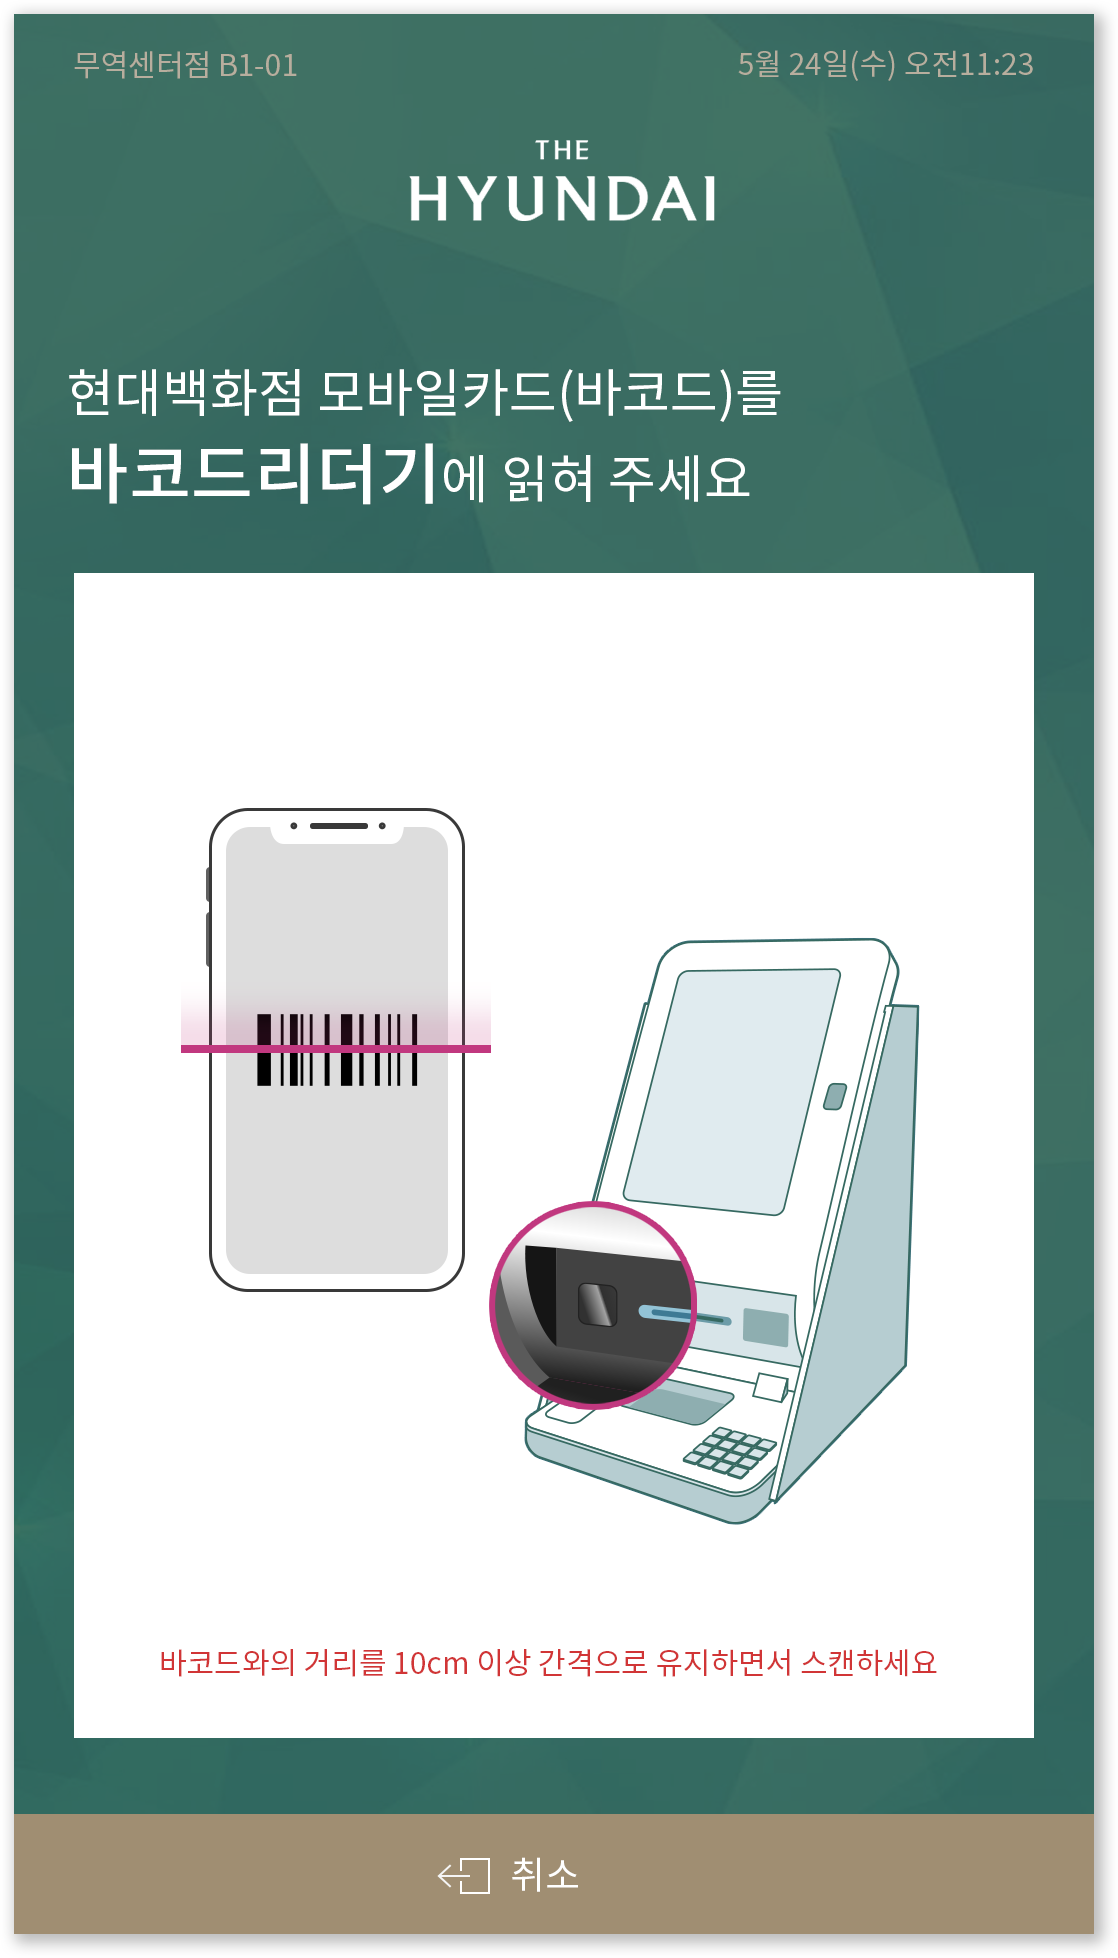 무역센터점 B1-01
5월 24일(수) 오전11:23
THE
HYUNDAI
현대백화점 모바일카드(바코드)를
바코드리더기에 읽혀 주세요
바코드와의 거리를 10cm 이상 간격으로 유지하면서 스캔하세요
취소